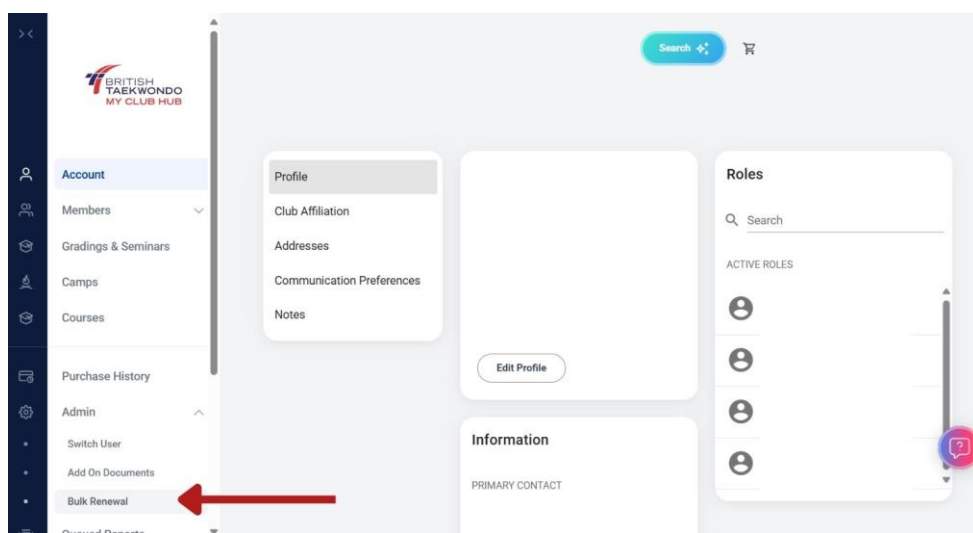 BRITISH
TAEKWONDO
MY CLUB HUB
Account
Members
Gradings & Seminars
Camps
Courses
Purchase History
Admin
Switch User
Add On Documents
Bulk Renewal
Queued Reports
Search
Profile
Club Affiliation
Addresses
Communication Preferences
Notes
Edit Profile
Information
PRIMARY CONTACT
Roles
Search
ACTIVE ROLES